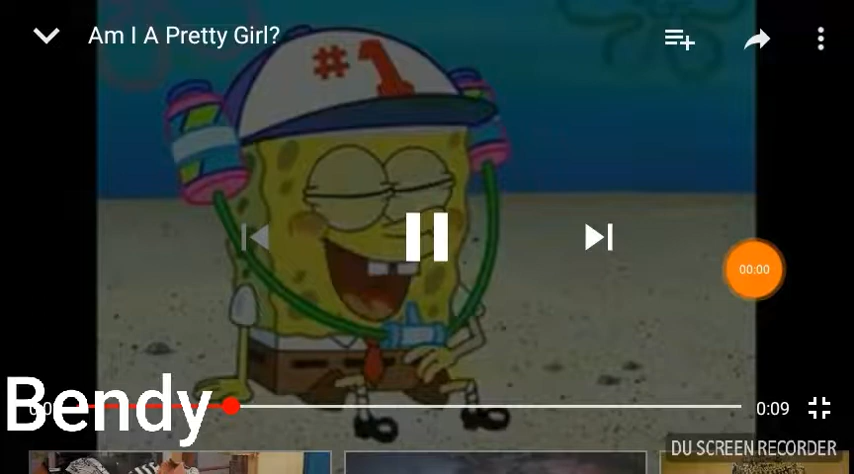 Am I A Pretty Girl?
#1
00:00
Bendy
0:09
DU SCREEN RECORDER